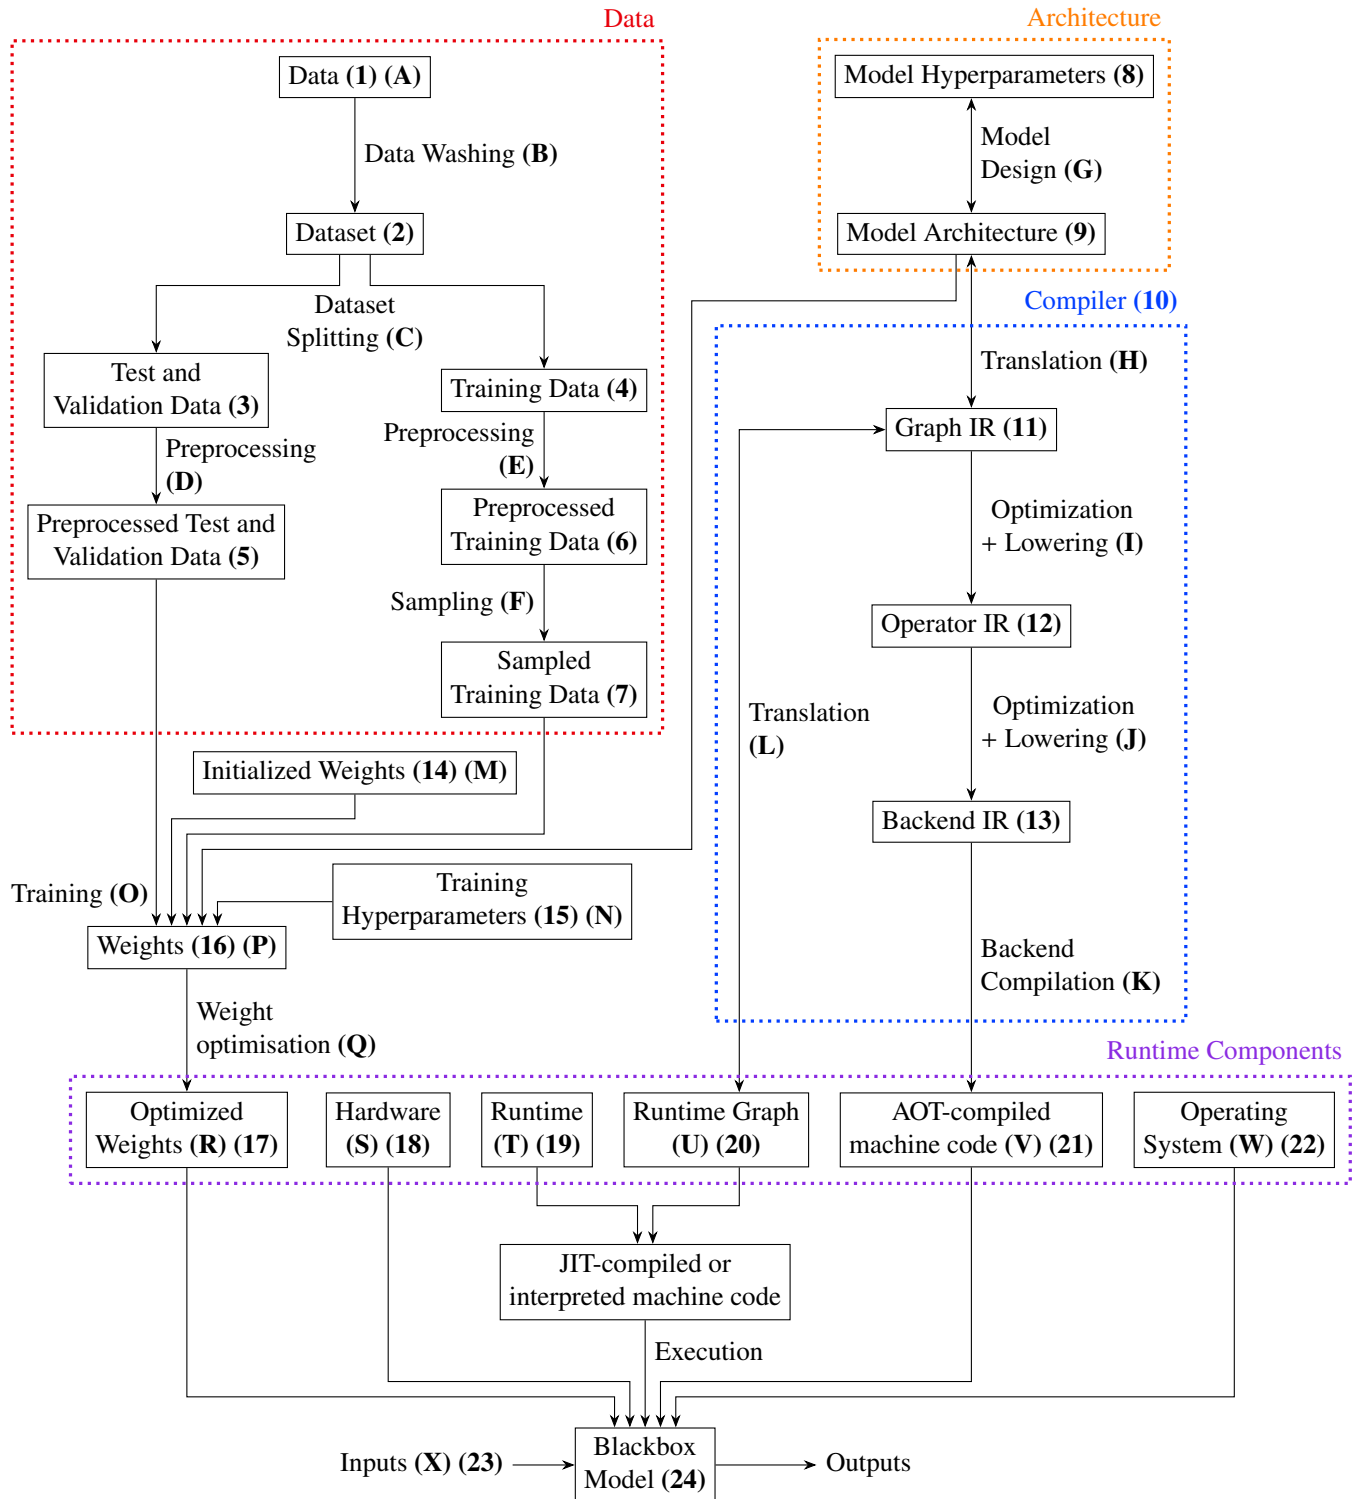 Data
Architecture
Data (1) (A)
Model Hyperparameters (8)
Data Washing (B)
Model
Design (G)
Dataset (2)
Model Architecture (9)
Dataset
Splitting (C)
Compiler (10)
Test and
Validation Data (3)
Training Data (4)
Translation (H)
Preprocessing
(D)
Preprocessing
(E)
Graph IR (11)
Preprocessed Test and
Validation Data (5)
Preprocessed
Training Data (6)
Optimization
+ Lowering (I)
Sampling (F)
Operator IR (12)
Sampled
Training Data (7)
Translation
(L)
Optimization
+ Lowering (J)
Initialized Weights (14) (M)
Backend IR (13)
Training (O)
Training
Hyperparameters (15) (N)
Weights (16) (P)
Backend
Compilation (K)
Weight
optimisation (Q)
Runtime Components
Optimized
Weights (R) (17)
Hardware
(S) (18)
Runtime
(T) (19)
Runtime Graph
(U) (20)
AOT-compiled
machine code (V) (21)
Operating
System (W) (22)
JIT-compiled or
interpreted machine code
Execution
Inputs (X) (23)
Blackbox
Model (24)
Outputs